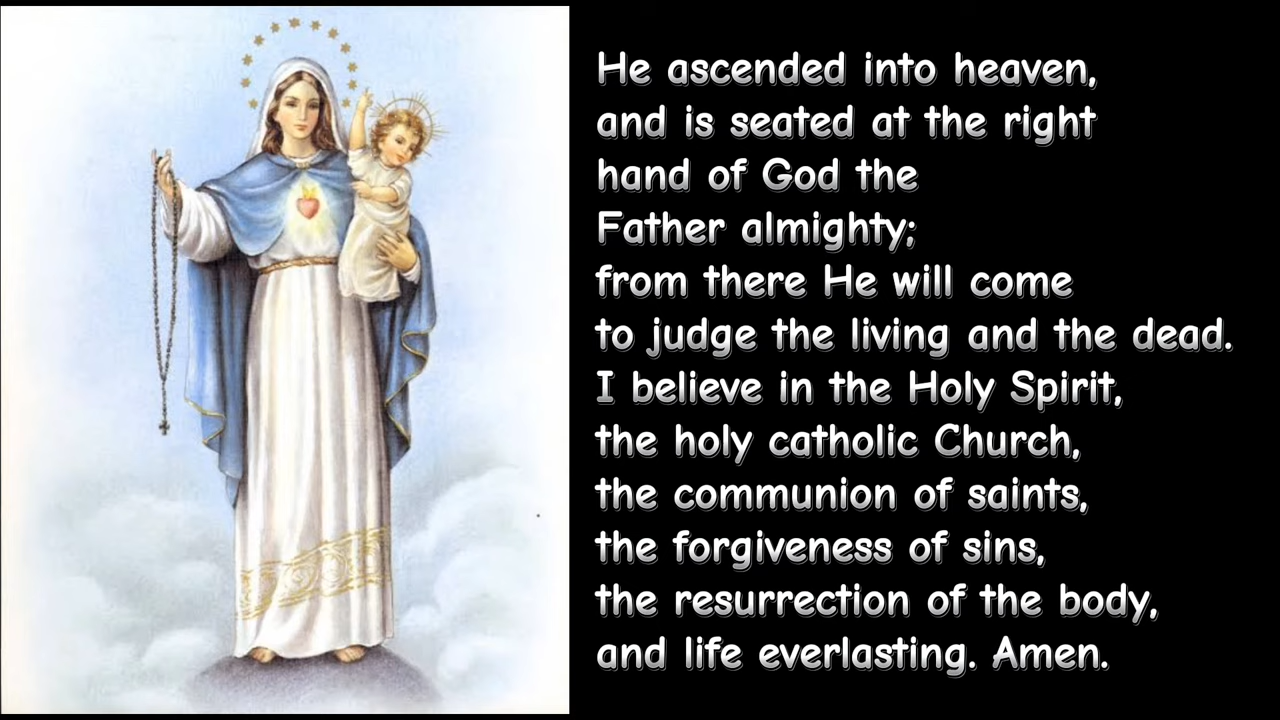 He ascended into heaven,
and is seated at the right
hand of God the
Father almighty;
from there He will come
to judge the living and the dead.
I believe in the Holy Spirit,
the holy catholic Church,
the communion of saints,
the forgiveness of sins,
the resurrection of the body,
and life everlasting. Amen.